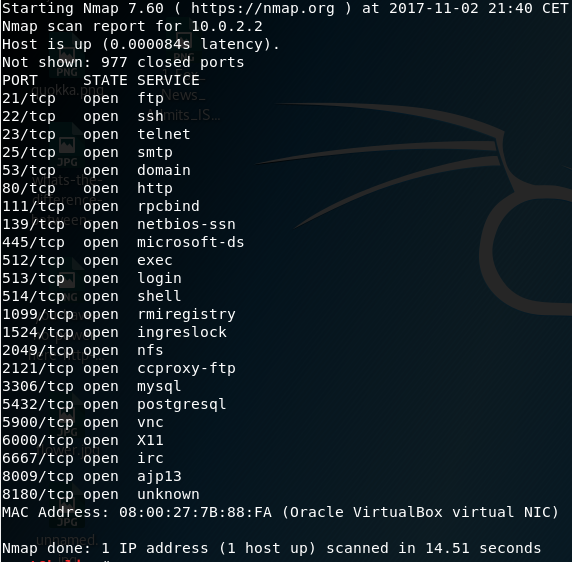 Starting Nmap 7.60 ( https://nmap.org ) at 2017-11-02 21:40 CET
Nmap scan report for 10.0.2.2
Host is up (0.000084s latency).
Not shown: 977 closed ports
PORT     STATE SERVICE
21/tcp   open  ftp
22/tcp   open  ssh
23/tcp   open  telnet
25/tcp   open  smtp
53/tcp   open  domain
80/tcp   open  http
111/tcp  open  rpcbind
139/tcp  open  netbios-ssn
445/tcp  open  microsoft-ds
512/tcp  open  exec
513/tcp  open  login
514/tcp  open  shell
1099/tcp open  rmiregistry
1524/tcp open  ingreslock
2049/tcp open  nfs
2121/tcp open  ccproxy-ftp
3306/tcp open  mysql
5432/tcp open  postgresql
5900/tcp open  vnc
6000/tcp open  X11
6667/tcp open  irc
8009/tcp open  ajp13
8180/tcp open  unknown
MAC Address: 08:00:27:7B:88:FA (Oracle VirtualBox virtual NIC)
Nmap done: 1 IP address (1 host up) scanned in 14.51 seconds